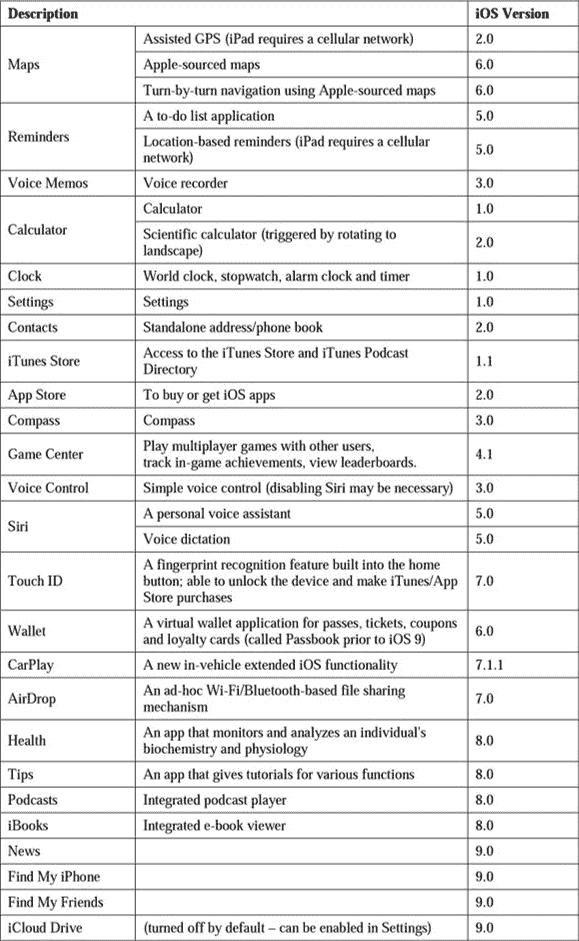 Description iOS Version
Maps
Assisted GPS (iPad requires a cellular network) 2.0
Apple-sourced maps 6.0
Turn-by-turn navigation using Apple-sourced maps 6.0
Reminders
A to-do list application 5.0
Location-based reminders (iPad requires a cellular
network) 5.0
Voice Memos Voice recorder 3.0
Calculator
Calculator 1.0
Scientific calculator (triggered by rotating to
landscape) 2.0
Clock World clock, stopwatch, alarm clock and timer 1.0
Settings Settings 1.0
Contacts Standalone address/phone book 2.0
iTunes Store Access to the iTunes Store and iTunes Podcast
Directory 1.1
App Store To buy or get iOS apps 2.0
Compass Compass 3.0
Game Center Play multiplayer games with other users,
track in-game achievements, view leaderboards. 4.1
Voice Control Simple voice control (disabling Siri may be necessary) 3.0
Siri
A personal voice assistant 5.0
Voice dictation 5.0
Touch ID A fingerprint recognition feature built into the home
button; able to unlock the device and make iTunes/App
Store purchases 7.0
Wallet A virtual wallet application for passes, tickets, coupons
and loyalty cards (called Passbook prior to iOS 9) 6.0
CarPlay A new in-vehicle extended iOS functionality 7.1.1
AirDrop An ad-hoc Wi-Fi/Bluetooth-based file sharing
mechanism 7.0
Health An app that monitors and analyzes an individual's
biochemistry and physiology 8.0
Tips An app that gives tutorials for various functions 8.0
Podcasts Integrated podcast player 8.0
iBooks Integrated e-book viewer 8.0
News 9.0
Find My iPhone 9.0
Find My Friends 9.0
iCloud Drive (turned off by default – can be enabled in Settings) 9.0